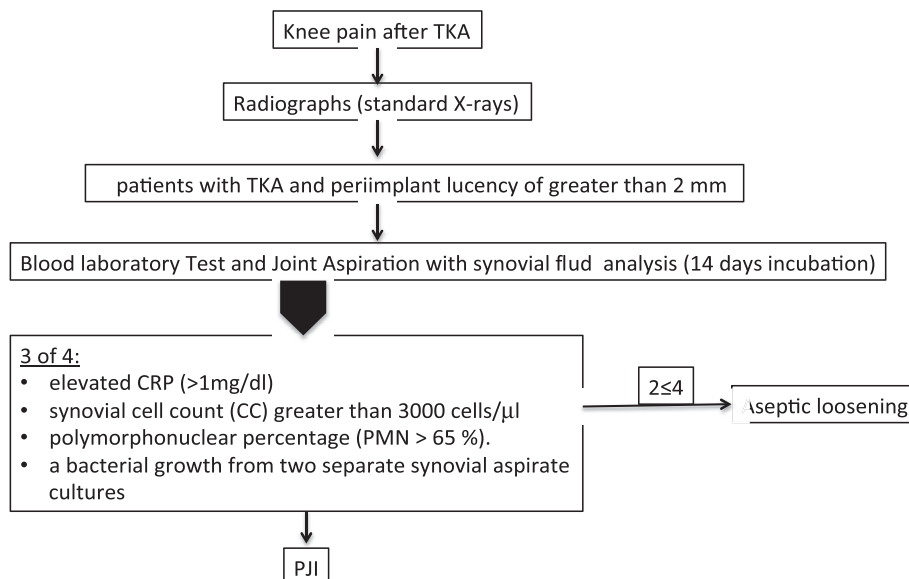 Knee pain after TKA
Radiographs (standard X-rays)
patients with TKA and periimplant lucency of greater than 2 mm
Blood laboratory Test and Joint Aspiration with synovial flud analysis (14 days incubation)
3 of 4:
• elevated CRP (>1mg/dl)
• synovial cell count (CC) greater than 3000 cells/μl
• polymorphonuclear percentage (PMN > 65 %).
• a bacterial growth from two separate synovial aspirate
cultures
2≤4
Aseptic loosening
PJI